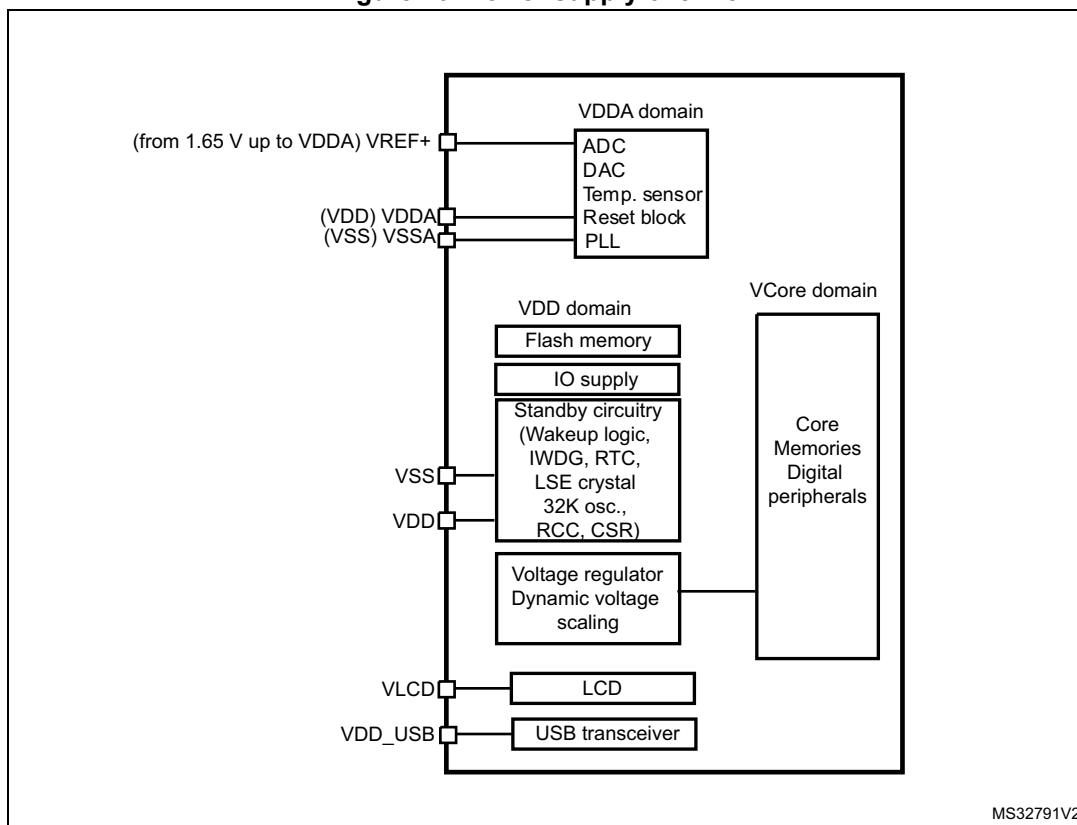 VDDA domain
(from 1.65 V up to VDDA) VREF+
ADC
DAC
Temp. sensor
(VDD) VDDA
Reset block
(VSS) VSSA
PLL
VCore domain
VDD domain
Flash memory
IO supply
Standby circuitry
(Wakeup logic,
IWDG, RTC,
LSE crystal
32K osc.,
RCC, CSR)
VSS
VDD
Core
Memories
Digital
peripherals
Voltage regulator
Dynamic voltage
scaling
VLCD
LCD
VDD_USB
USB transceiver
MS32791V2